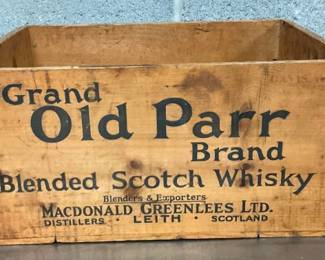 Grand
Old Parr
Brand
Blended Scotch Whisky
Blenders & Exporters
MACDONALD GREENLEES LTD.
DISTILLERS · LEITH · SCOTLAND